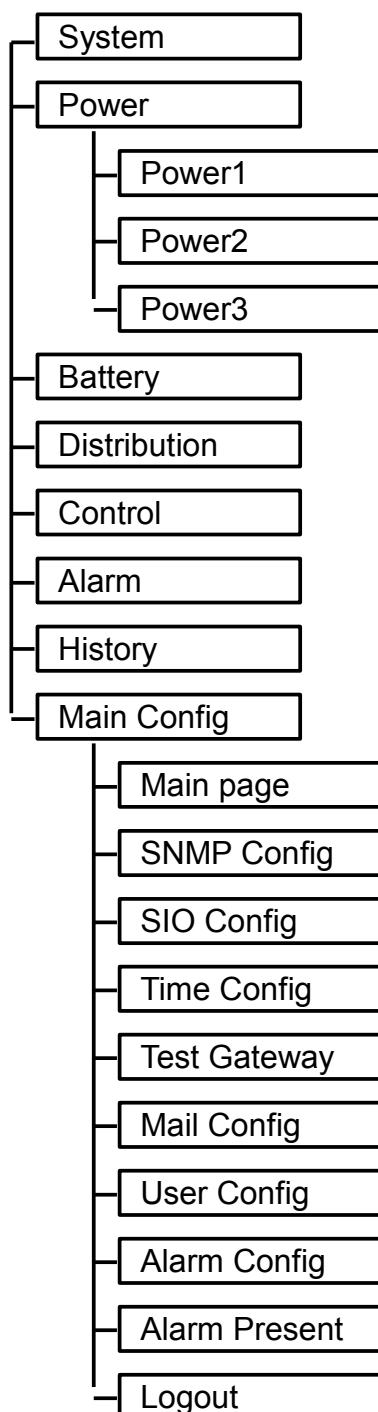 System
Power
Power1
Power2
Power3
Battery
Distribution
Control
Alarm
History
Main Config
Main page
SNMP Config
SIO Config
Time Config
Test Gateway
Mail Config
User Config
Alarm Config
Alarm Present
Logout